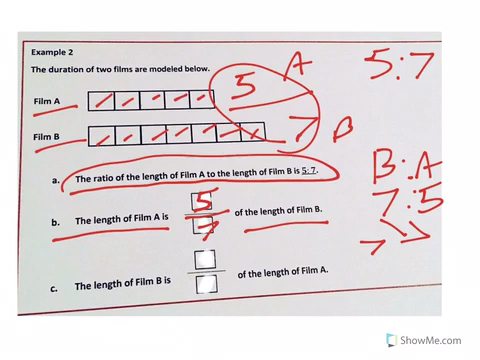 Example 2
The duration of two films are modeled below.
5 A 5:7
Film A
Film B
7 B
B:A
a. The ratio of the length of Film A to the length of Film B is 5:7.
7:5
b. The length of Film A is 5/7 of the length of Film B.
7
c. The length of Film B is of the length of Film A.
ShowMe.com